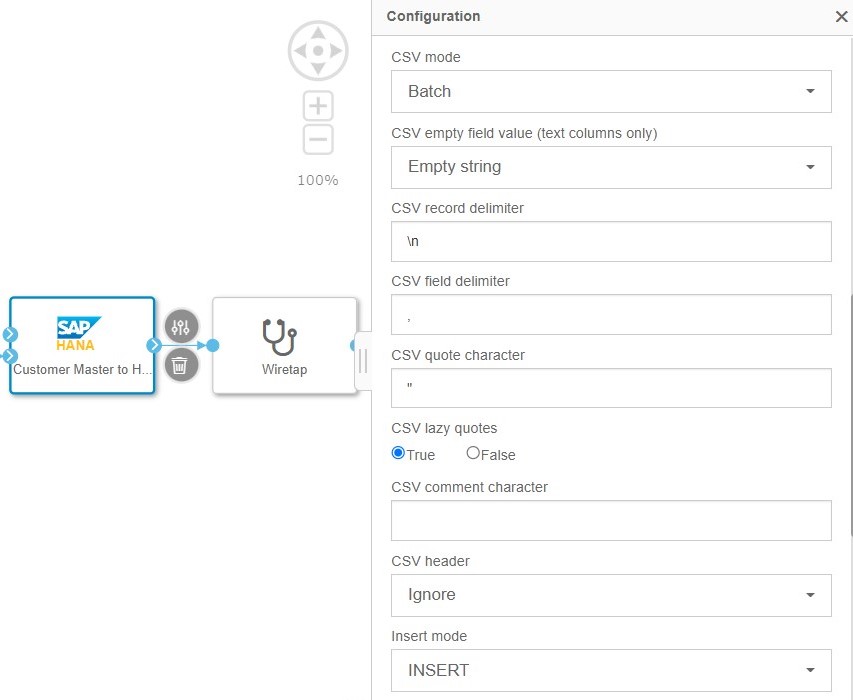 Configuration
CSV mode
Batch
CSV empty field value (text columns only)
Empty string
CSV record delimiter
\n
CSV field delimiter
,
CSV quote character
"
CSV lazy quotes
True False
CSV comment character
CSV header
Ignore
Insert mode
INSERT
100%
SAP
HANA
Customer Master to H...
Wiretap